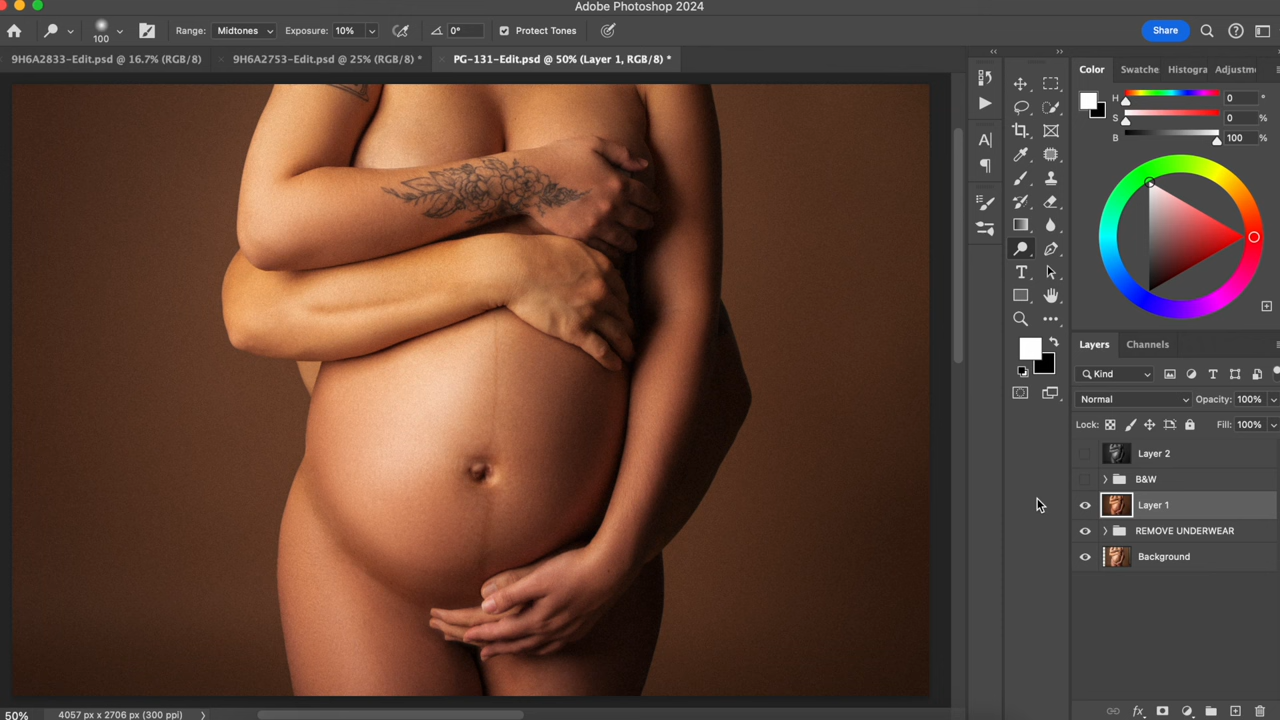 Adobe Photoshop 2024
100
Range: Midtones
Exposure: 10%
0°
Protect Tones
Share
9H6A2833-Edit.psd @ 16.7% (RGB/8)
9H6A2753-Edit.psd @ 25% (RGB/8) *
PG-131-Edit.psd @ 50% (Layer 1, RGB/8) *
Color
Swatche
Histogra
Adjustm
H 0 °
S 0 %
B 100 %
Layers
Channels
Kind
Normal
Opacity: 100%
Lock:
Fill: 100%
Layer 2
B&W
Layer 1
REMOVE UNDERWEAR
Background
fx
50%
4057 px x 2706 px (300 ppi)